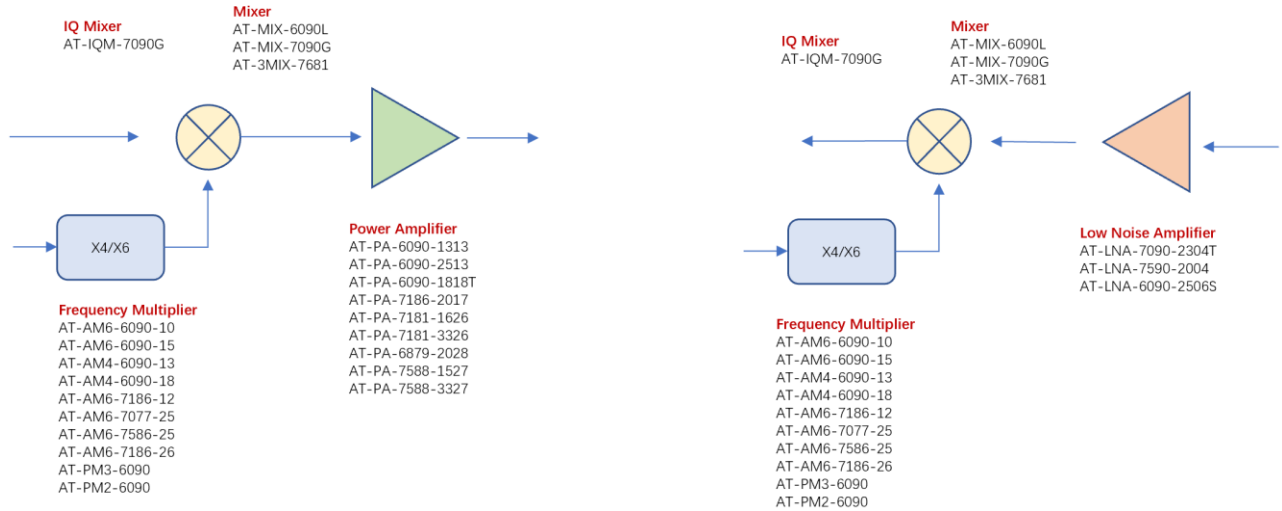 IQ Mixer
AT-IQM-7090G
Mixer
AT-MIX-6090L
AT-MIX-7090G
AT-3MIX-7681
X4/X6
Power Amplifier
AT-PA-6090-1313
AT-PA-6090-2513
AT-PA-6090-1818T
AT-PA-7186-2017
AT-PA-7181-1626
AT-PA-7181-3326
AT-PA-6879-2028
AT-PA-7588-1527
AT-PA-7588-3327
Frequency Multiplier
AT-AM6-6090-10
AT-AM6-6090-15
AT-AM4-6090-13
AT-AM4-6090-18
AT-AM6-7186-12
AT-AM6-7077-25
AT-AM6-7586-25
AT-AM6-7186-26
AT-PM3-6090
AT-PM2-6090
IQ Mixer
AT-IQM-7090G
Mixer
AT-MIX-6090L
AT-MIX-7090G
AT-3MIX-7681
X4/X6
Low Noise Amplifier
AT-LNA-7090-2304T
AT-LNA-7590-2004
AT-LNA-6090-2506S
Frequency Multiplier
AT-AM6-6090-10
AT-AM6-6090-15
AT-AM4-6090-13
AT-AM4-6090-18
AT-AM6-7186-12
AT-AM6-7077-25
AT-AM6-7586-25
AT-AM6-7186-26
AT-PM3-6090
AT-PM2-6090